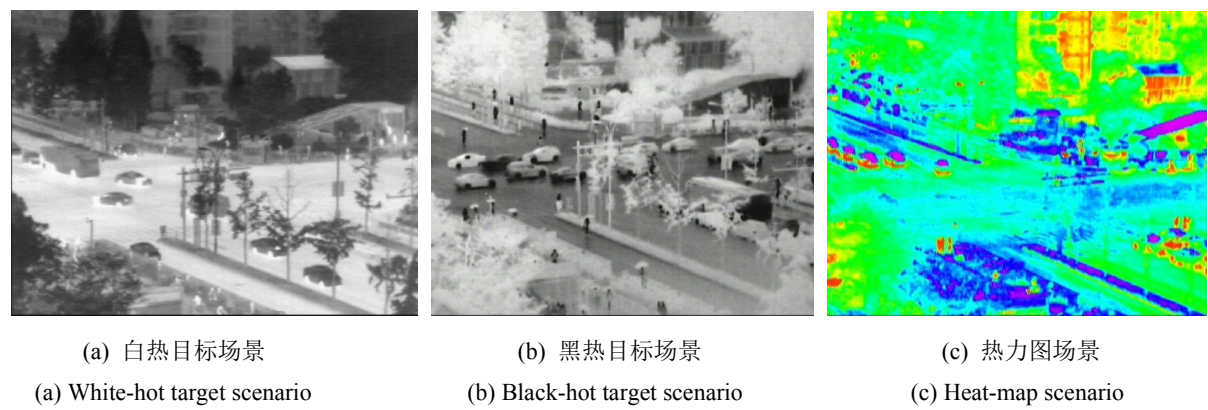 (a) 白热目标场景
(b) 黑热目标场景
(c) 热力图场景
(a) White-hot target scenario
(b) Black-hot target scenario
(c) Heat-map scenario